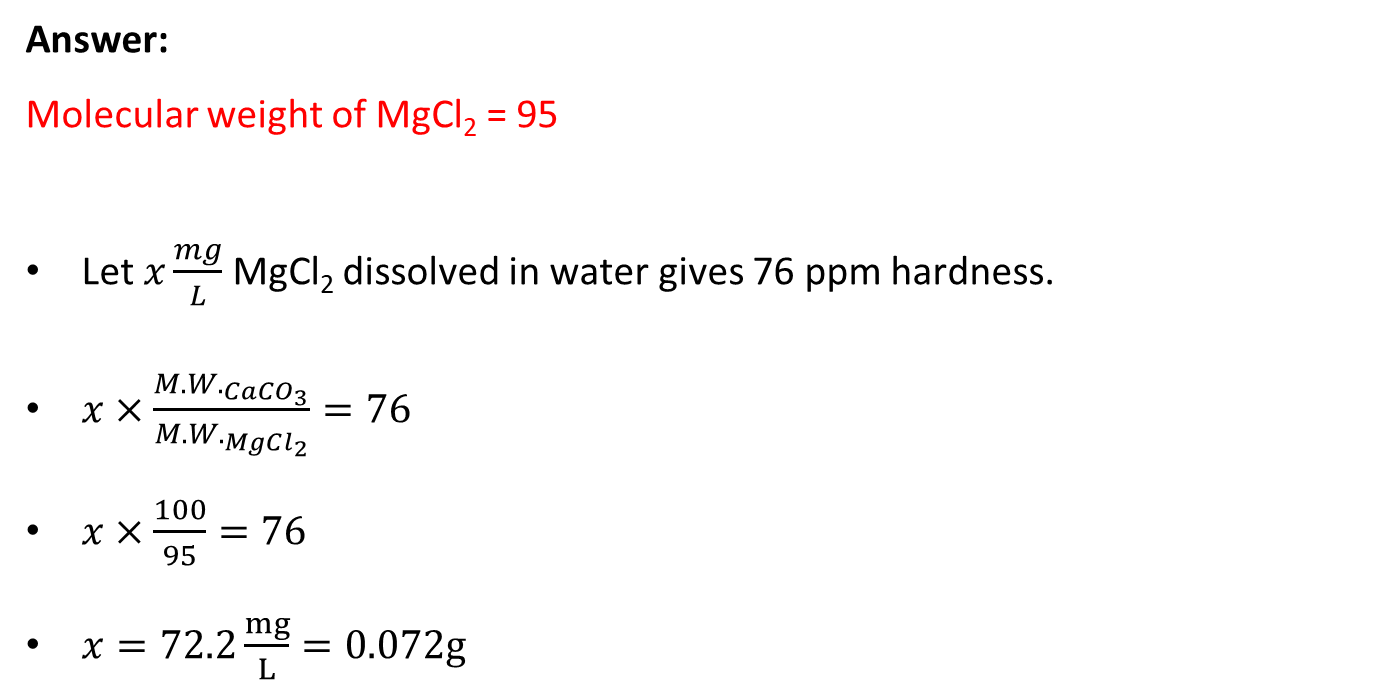 Answer:
Molecular weight of MgCl₂ = 95
• Let x mg/L MgCl₂ dissolved in water gives 76 ppm hardness.
• x × M.W.CaCO₃/M.W.MgCl₂ = 76
• x × 100/95 = 76
• x = 72.2 mg/L = 0.072g